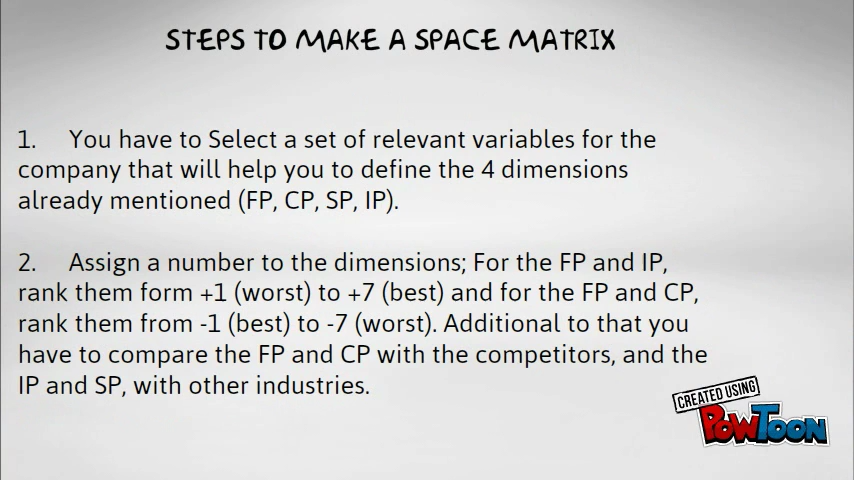 STEPS TO MAKE A SPACE MATRIX
1. You have to Select a set of relevant variables for the
company that will help you to define the 4 dimensions
already mentioned (FP, CP, SP, IP).
2. Assign a number to the dimensions; For the FP and IP,
rank them form +1 (worst) to +7 (best) and for the FP and CP,
rank them from -1 (best) to -7 (worst). Additional to that you
have to compare the FP and CP with the competitors, and the
IP and SP, with other industries.
CREATED USING
POWTOON